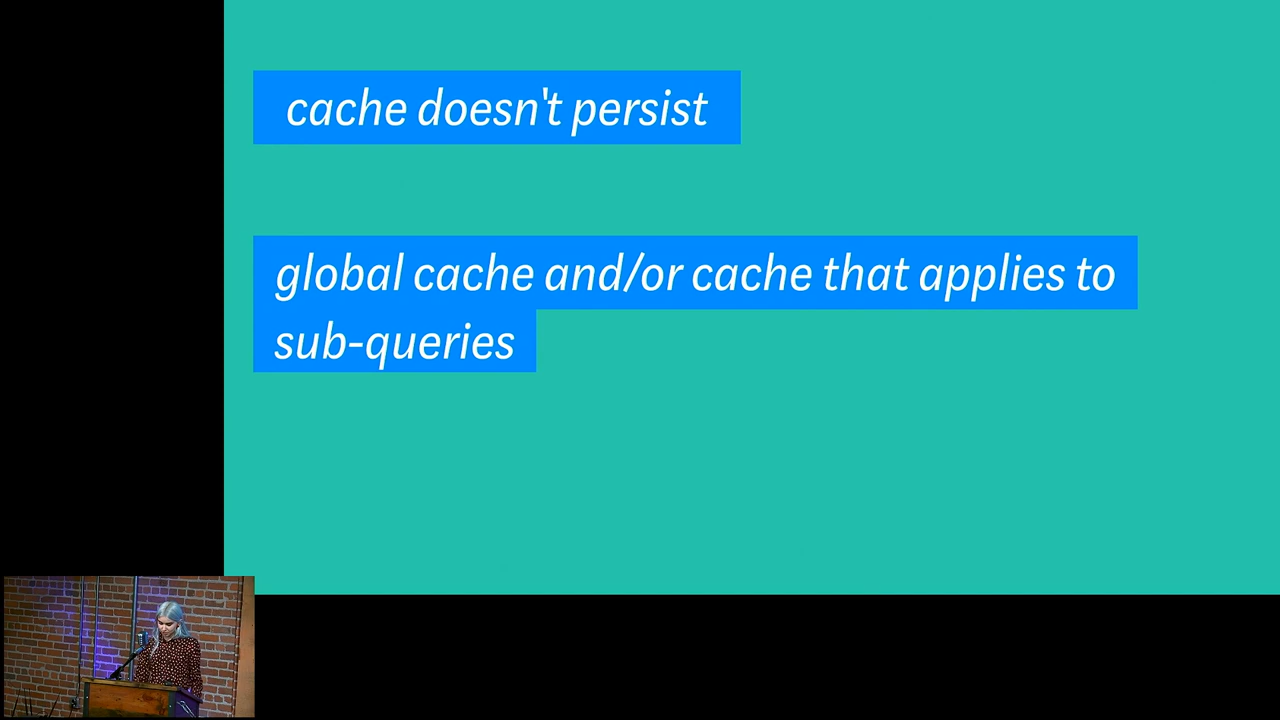 cache doesn't persist
global cache and/or cache that applies to
sub-queries